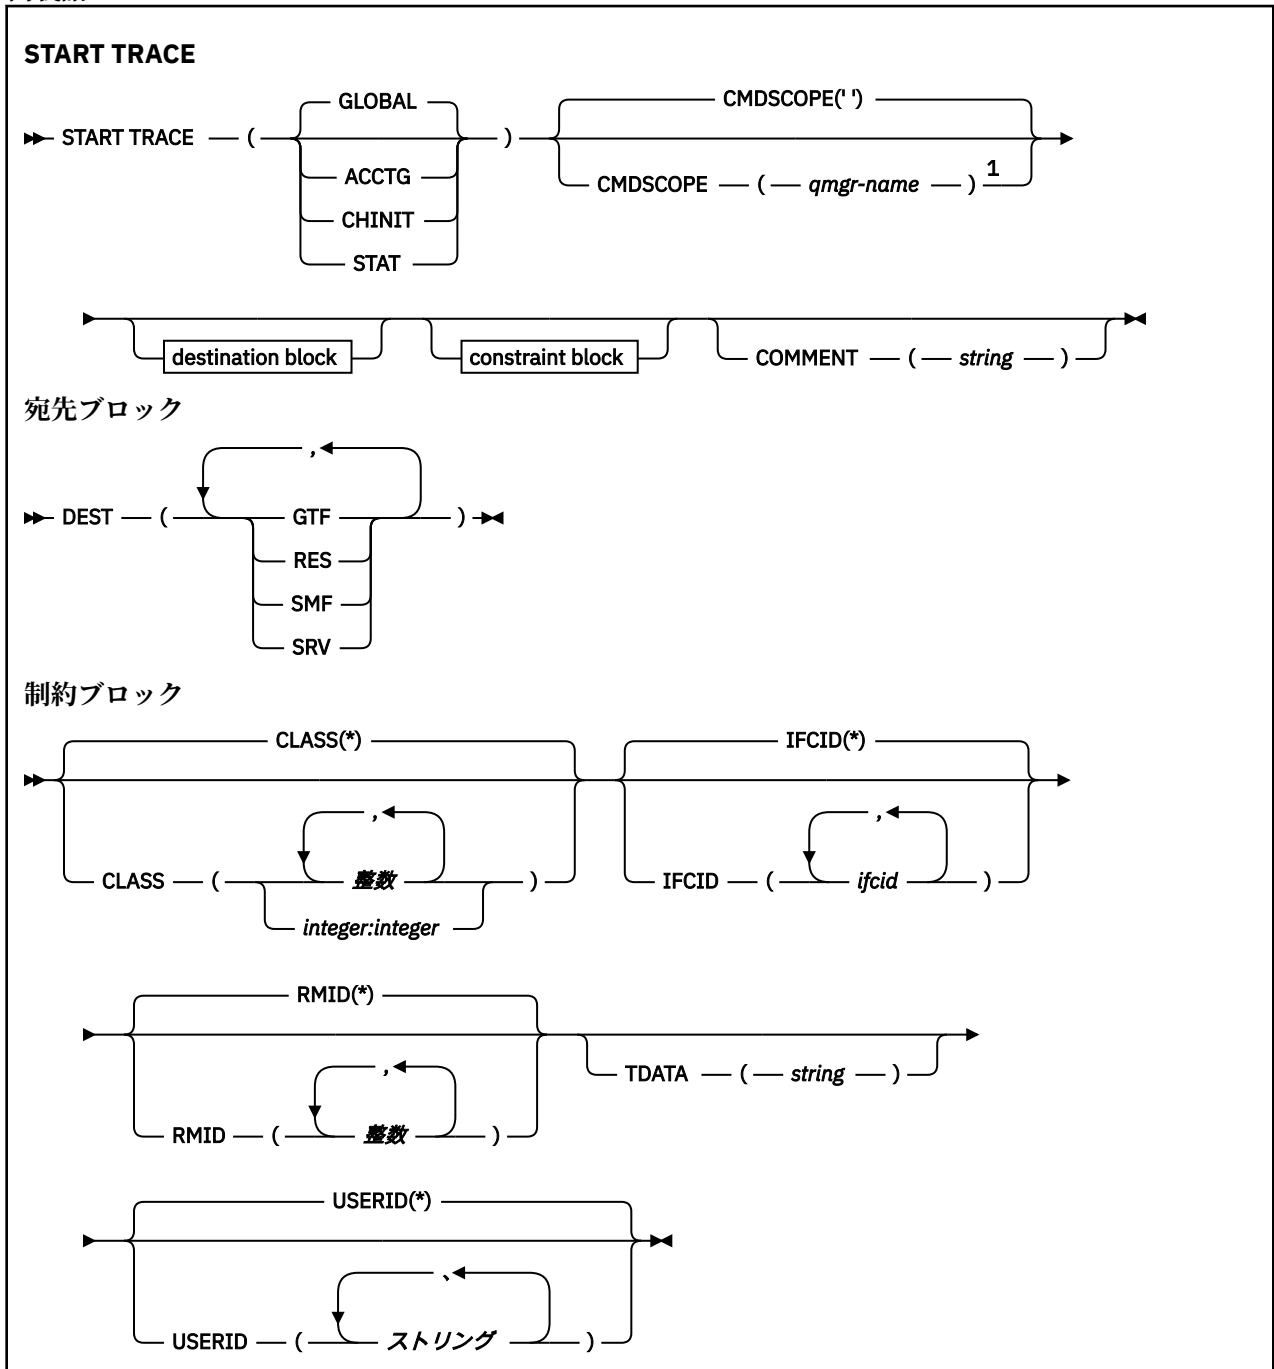 START TRACE
GLOBAL
CMDSCOPE(' ')
START TRACE ( )
ACCTG
CMDSCOPE ( qmgr-name ) 1
CHINIT
STAT
destination block constraint block COMMENT ( string )
宛先ブロック
,
DEST ( GTF )
RES
SMF
SRV
制約ブロック
CLASS(*) IFCID(*)
, ,
CLASS ( 整数 ) IFCID ( ifcid )
integer:integer
RMID(*)
,
TDATA ( string )
RMID ( 整数 )
USERID(*)
、
USERID ( ストリング )